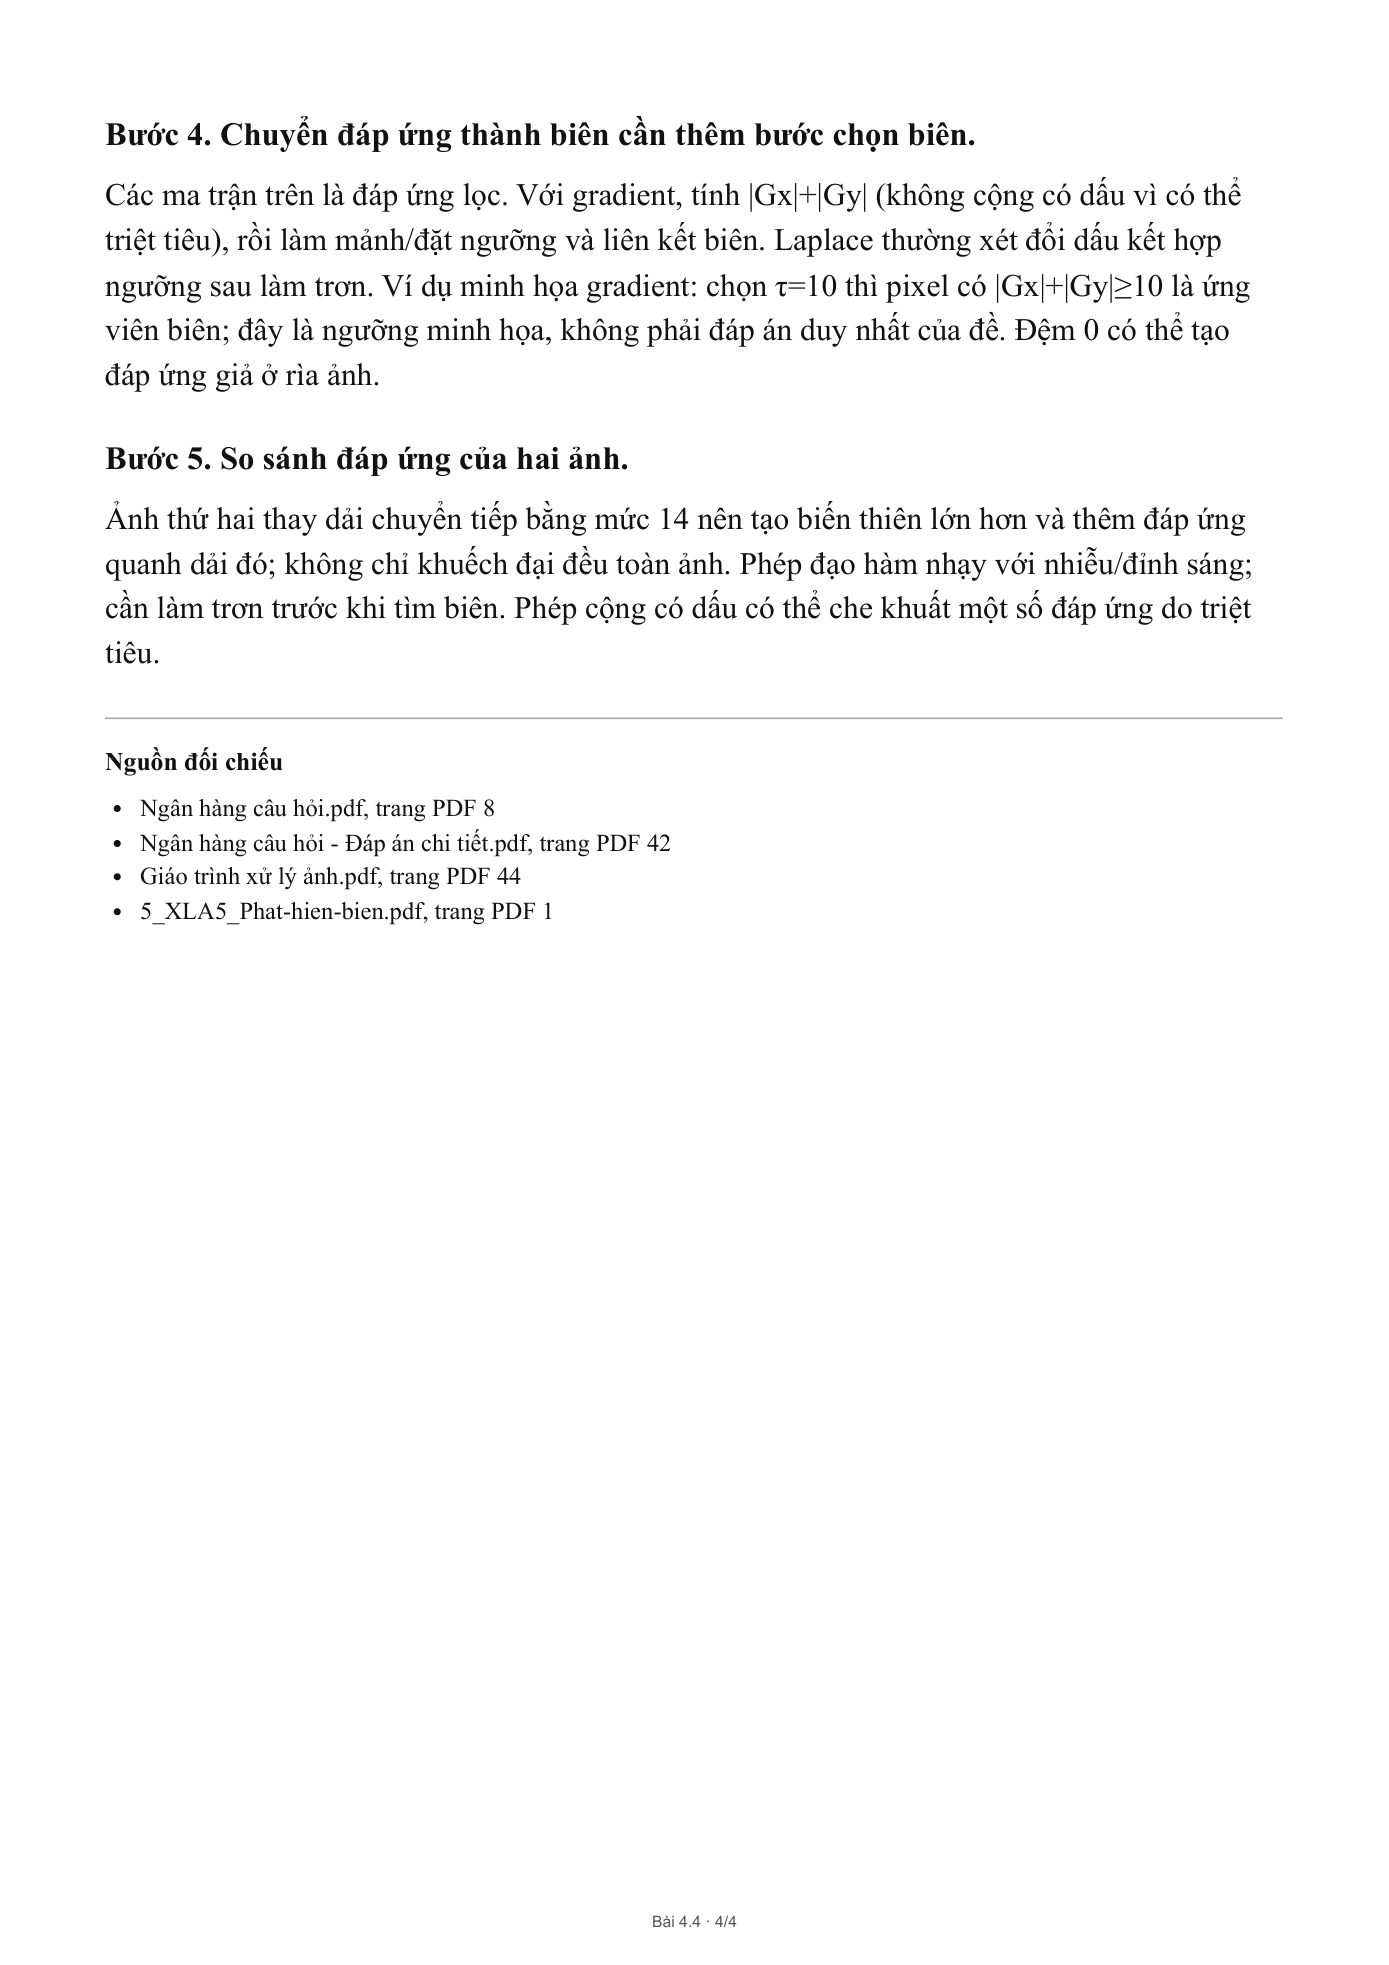 Bước 4. Chuyển đáp ứng thành biên cần thêm bước chọn biên.
Các ma trận trên là đáp ứng lọc. Với gradient, tính |Gx|+|Gy| (không cộng có dấu vì có thể
triệt tiêu), rồi làm mảnh/đặt ngưỡng và liên kết biên. Laplace thường xét đổi dấu kết hợp
ngưỡng sau làm trơn. Ví dụ minh họa gradient: chọn τ=10 thì pixel có |Gx|+|Gy|≥10 là ứng
viên biên; đây là ngưỡng minh họa, không phải đáp án duy nhất của đề. Đệm 0 có thể tạo
đáp ứng giả ở rìa ảnh.
Bước 5. So sánh đáp ứng của hai ảnh.
Ảnh thứ hai thay dải chuyển tiếp bằng mức 14 nên tạo biến thiên lớn hơn và thêm đáp ứng
quanh dải đó; không chỉ khuếch đại đều toàn ảnh. Phép đạo hàm nhạy với nhiễu/đỉnh sáng;
cần làm trơn trước khi tìm biên. Phép cộng có dấu có thể che khuất một số đáp ứng do triệt
tiêu.
Nguồn đối chiếu
• Ngân hàng câu hỏi.pdf, trang PDF 8
• Ngân hàng câu hỏi - Đáp án chi tiết.pdf, trang PDF 42
• Giáo trình xử lý ảnh.pdf, trang PDF 44
• 5_XLA5_Phat-hien-bien.pdf, trang PDF 1
Bài 4.4 · 4/4